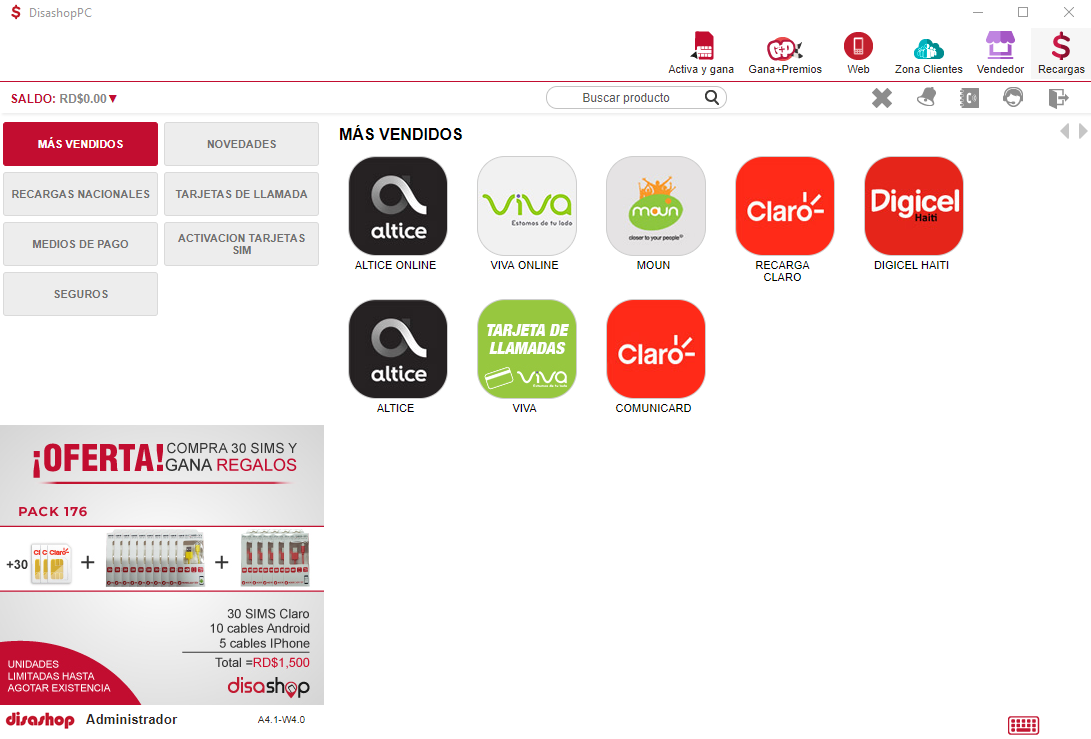 DisashopPC
Activa y gana
Gana+Premios
Web
Zona Clientes
Vendedor
Recargas
SALDO: RD$0.00
Buscar producto
MÁS VENDIDOS
NOVEDADES
RECARGAS NACIONALES
TARJETAS DE LLAMADA
MEDIOS DE PAGO
ACTIVACION TARJETAS
SIM
SEGUROS
MÁS VENDIDOS
altice
ALTICE ONLINE
viva
Estamos de tu lado
VIVA ONLINE
moun
closer to your people
MOUN
Claro
RECARGA
CLARO
Digicel
Haiti
DIGICEL HAITI
altice
ALTICE
TARJETA DE
LLAMADAS
viva
VIVA
Claro
COMUNICARD
¡OFERTA!
COMPRA 30 SIMS Y
GANA REGALOS
PACK 176
+30
Claro
+
+
30 SIMS Claro
10 cables Android
5 cables IPhone
Total =RD$1,500
UNIDADES
LIMITADAS HASTA
AGOTAR EXISTENCIA
disashop
disashop
Administrador
A4.1-W4.0